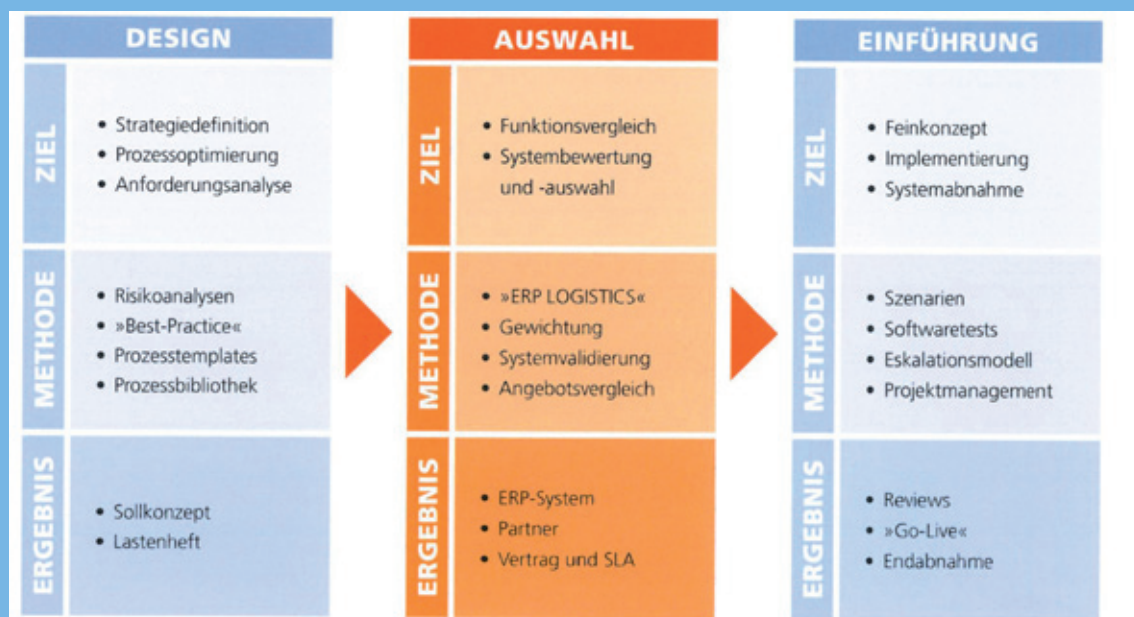 DESIGN
ZIEL
• Strategiedefinition
• Prozessoptimierung
• Anforderungsanalyse
METHODE
• Risikoanalysen
• »Best-Practice«
• Prozesstemplates
• Prozessbibliothek
ERGEBNIS
• Sollkonzept
• Lastenheft
AUSWAHL
ZIEL
• Funktionsvergleich
• Systembewertung
und -auswahl
METHODE
• »ERP LOGISTICS«
• Gewichtung
• Systemvalidierung
• Angebotsvergleich
ERGEBNIS
• ERP-System
• Partner
• Vertrag und SLA
EINFÜHRUNG
ZIEL
• Feinkonzept
• Implementierung
• Systemabnahme
METHODE
• Szenarien
• Softwaretests
• Eskalationsmodell
• Projektmanagement
ERGEBNIS
• Reviews
• »Go-Live«
• Endabnahme